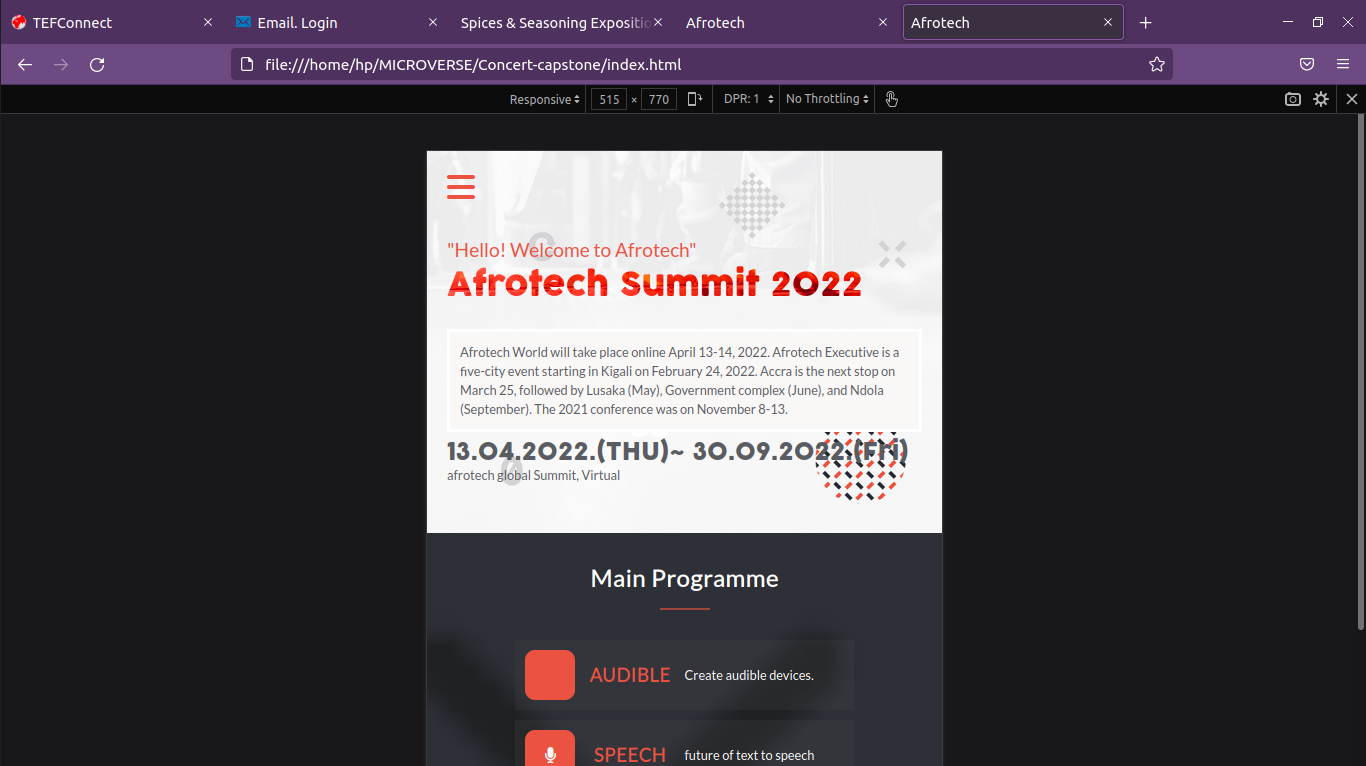 TEFConnect
Email. Login
Spices & Seasoning Expositio
Afrotech
Afrotech
file:///home/hp/MICROVERSE/Concert-capstone/index.html
Responsive
515 × 770
DPR: 1
No Throttling
"Hello! Welcome to Afrotech"
Afrotech Summit 2022
Afrotech World will take place online April 13-14, 2022. Afrotech Executive is a
five-city event starting in Kigali on February 24, 2022. Accra is the next stop on
March 25, followed by Lusaka (May), Government complex (June), and Ndola
(September). The 2021 conference was on November 8-13.
13.04.2022.(THU)~ 30.09.2022.(Fri)
afrotech global Summit, Virtual
Main Programme
AUDIBLE Create audible devices.
SPEECH future of text to speech